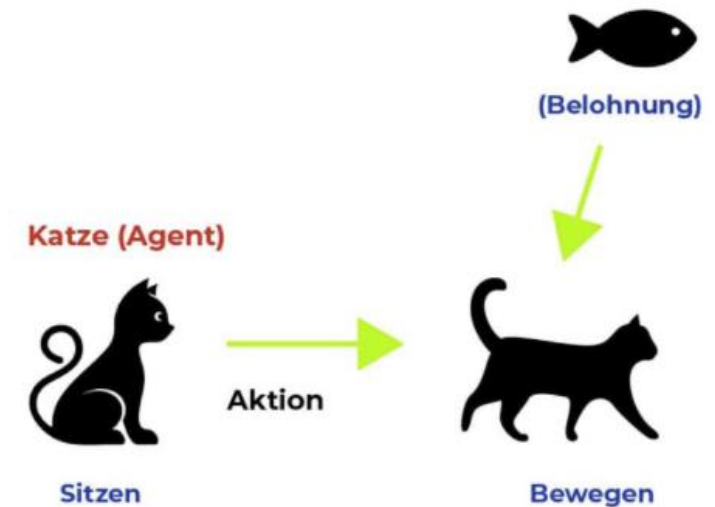 (Belohnung)
Katze (Agent)
Aktion
Sitzen
Bewegen